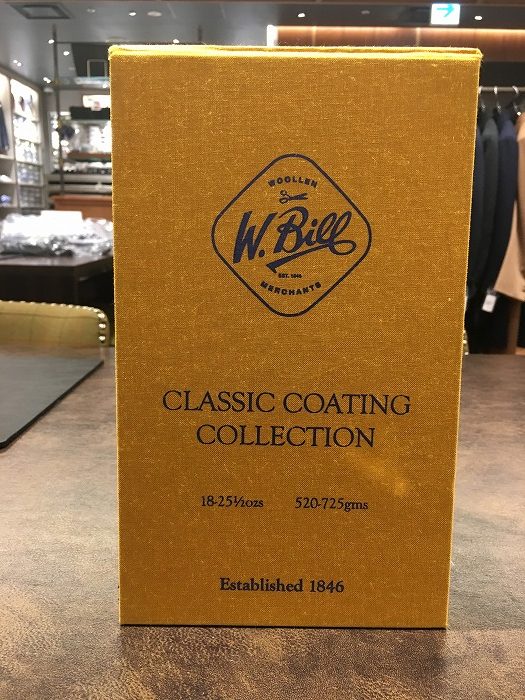 WOOLLEN
W. Bill
EST. 1846
MERCHANTS
CLASSIC COATING
COLLECTION
18-25½ozs 520-725gms
Established 1846